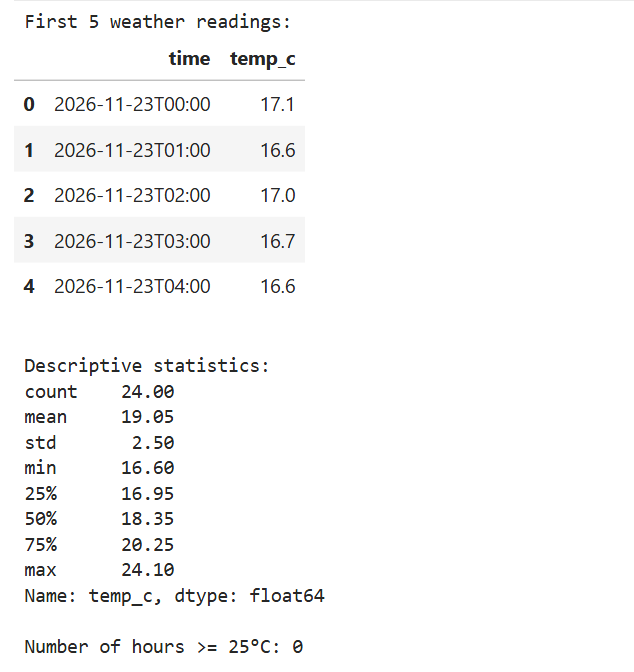 First 5 weather readings:
time temp_c
0 2026-11-23T00:00 17.1
1 2026-11-23T01:00 16.6
2 2026-11-23T02:00 17.0
3 2026-11-23T03:00 16.7
4 2026-11-23T04:00 16.6
Descriptive statistics:
count 24.00
mean 19.05
std 2.50
min 16.60
25% 16.95
50% 18.35
75% 20.25
max 24.10
Name: temp_c, dtype: float64
Number of hours >= 25°C: 0